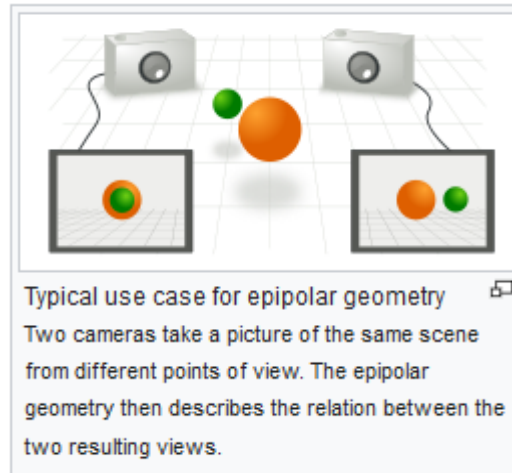 Typical use case for epipolar geometry
Two cameras take a picture of the same scene
from different points of view. The epipolar
geometry then describes the relation between the
two resulting views.